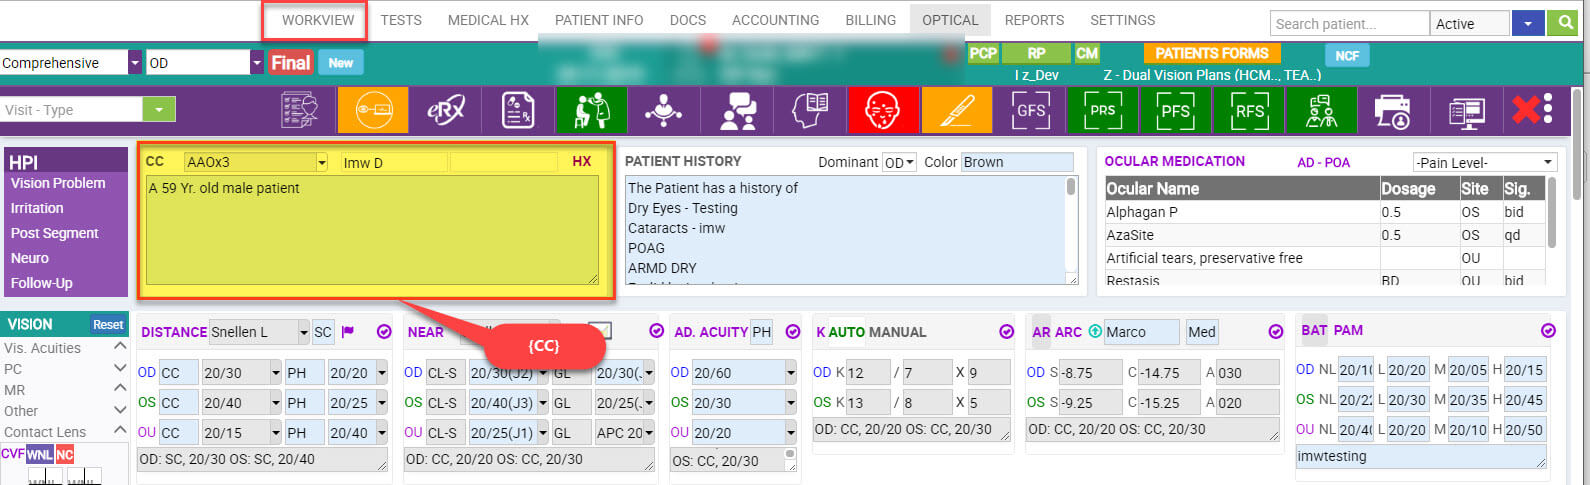 WORKVIEW TESTS MEDICAL HX PATIENT INFO DOCS ACCOUNTING BILLING OPTICAL REPORTS SETTINGS Search patient... Active
Comprehensive OD Final New PCP RP CM PATIENTS FORMS NCF
I z_Dev Z - Dual Vision Plans (HCM.., TEA..)
Visit - Type eRx Rx GFS PRS PFS RFS
HPI
Vision Problem
Irritation
Post Segment
Neuro
Follow-Up
CC AAOx3 Imw D HX
A 59 Yr. old male patient
PATIENT HISTORY Dominant OD Color Brown
The Patient has a history of
Dry Eyes - Testing
Cataracts - imw
POAG
ARMD DRY
OCULAR MEDICATION AD - POA -Pain Level-
Ocular Name Dosage Site Sig.
Alphagan P 0.5 OS bid
AzaSite 0.5 OS qd
Artificial tears, preservative free OU
Restasis BD OU bid
{CC}
VISION Reset
Vis. Acuities
PC
MR
Other
Contact Lens
CVF WNL NC
DISTANCE Snellen L SC
OD CC 20/30 PH 20/20
OS CC 20/40 PH 20/25
OU CC 20/15 PH 20/40
OD: SC, 20/30 OS: SC, 20/40
NEAR
OD CL-S 20/30(J2) GL 20/30(
OS CL-S 20/40(J3) GL 20/25(
OU CL-S 20/25(J1) GL APC 20
OD: CC, 20/20 OS: CC, 20/30
AD. ACUITY PH
OD 20/60
OS 20/30
OU 20/20
OS: CC, 20/30
K AUTO MANUAL
OD K 12 / 7 X 9
OS K 13 / 8 X 5
OD: CC, 20/20 OS: CC, 20/30
AR ARC Marco Med
OD S -8.75 C -14.75 A 030
OS S -9.25 C -15.25 A 020
OD: CC, 20/20 OS: CC, 20/30
BAT PAM
OD NL 20/10 L 20/20 M 20/05 H 20/15
OS NL 20/22 L 20/30 M 20/35 H 20/45
OU NL 20/40 L 20/20 M 20/10 H 20/50
imwtesting